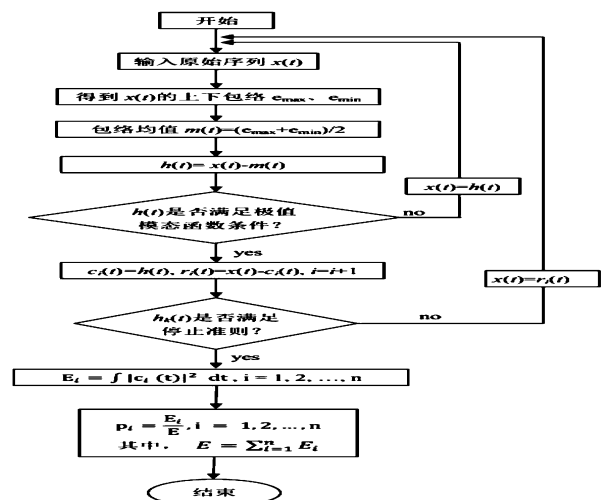 开始
输入原始序列 x(t)
得到 x(t)的上下包络 emax、emin
包络均值 m(t)=(emax+emin)/2
h(t)= x(t)-m(t)
x(t)=h(t)
h(t)是否满足极值
模态函数条件？
no
yes
ci(t)=h(t), ri(t)=x(t)-ci(t), i=i+1
x(t)=ri(t)
hk(t)是否满足
停止准则？
no
yes
Ei = ∫ |ci (t)|² dt, i = 1, 2, …, n
pi = Ei/E, i = 1,2,…,n
其中， E = ∑ⁿi=1 Ei
结束